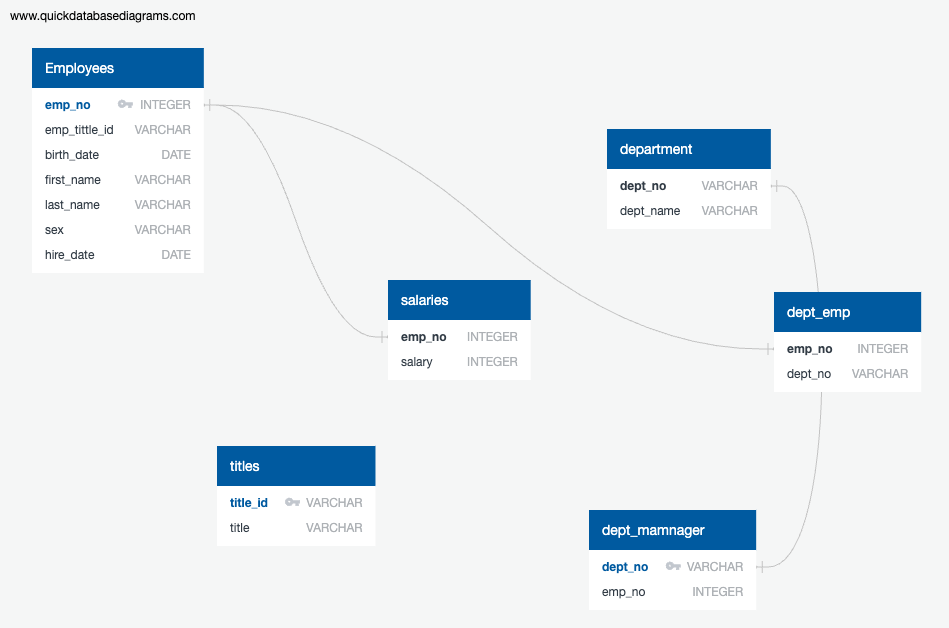 www.quickdatabasediagrams.com
Employees
emp_no INTEGER
emp_tittle_id VARCHAR
birth_date DATE
first_name VARCHAR
last_name VARCHAR
sex VARCHAR
hire_date DATE
department
dept_no VARCHAR
dept_name VARCHAR
salaries
emp_no INTEGER
salary INTEGER
dept_emp
emp_no INTEGER
dept_no VARCHAR
titles
title_id VARCHAR
title VARCHAR
dept_mamnager
dept_no VARCHAR
emp_no INTEGER